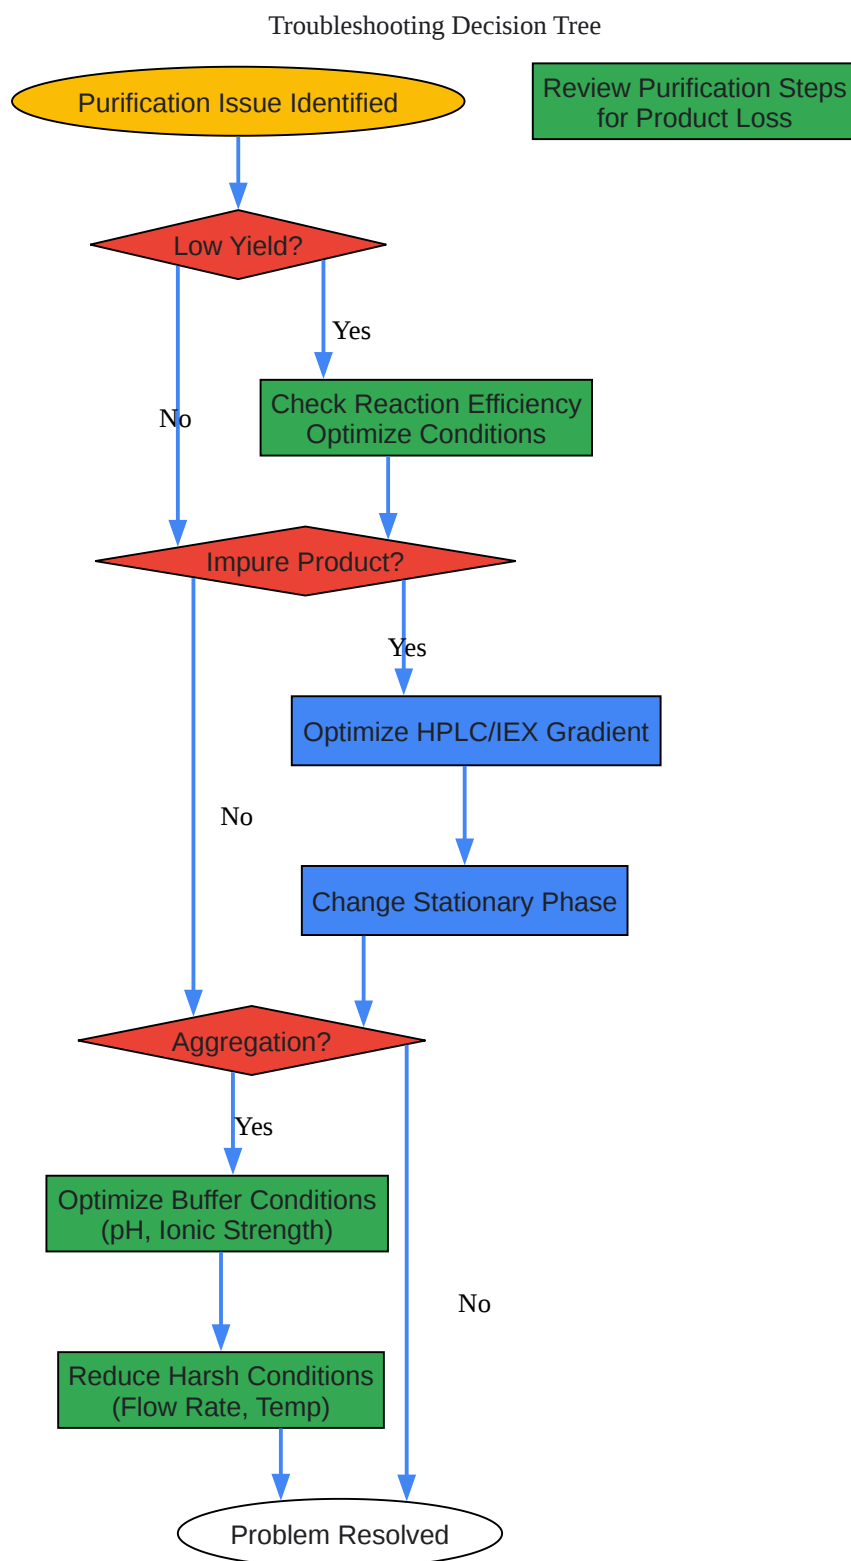 Troubleshooting Decision Tree
Purification Issue Identified
Review Purification Steps
for Product Loss
Low Yield?
Yes
Check Reaction Efficiency
Optimize Conditions
No
Impure Product?
Yes
Optimize HPLC/IEX Gradient
No
Change Stationary Phase
Aggregation?
Yes
Optimize Buffer Conditions
(pH, Ionic Strength)
No
Reduce Harsh Conditions
(Flow Rate, Temp)
Problem Resolved